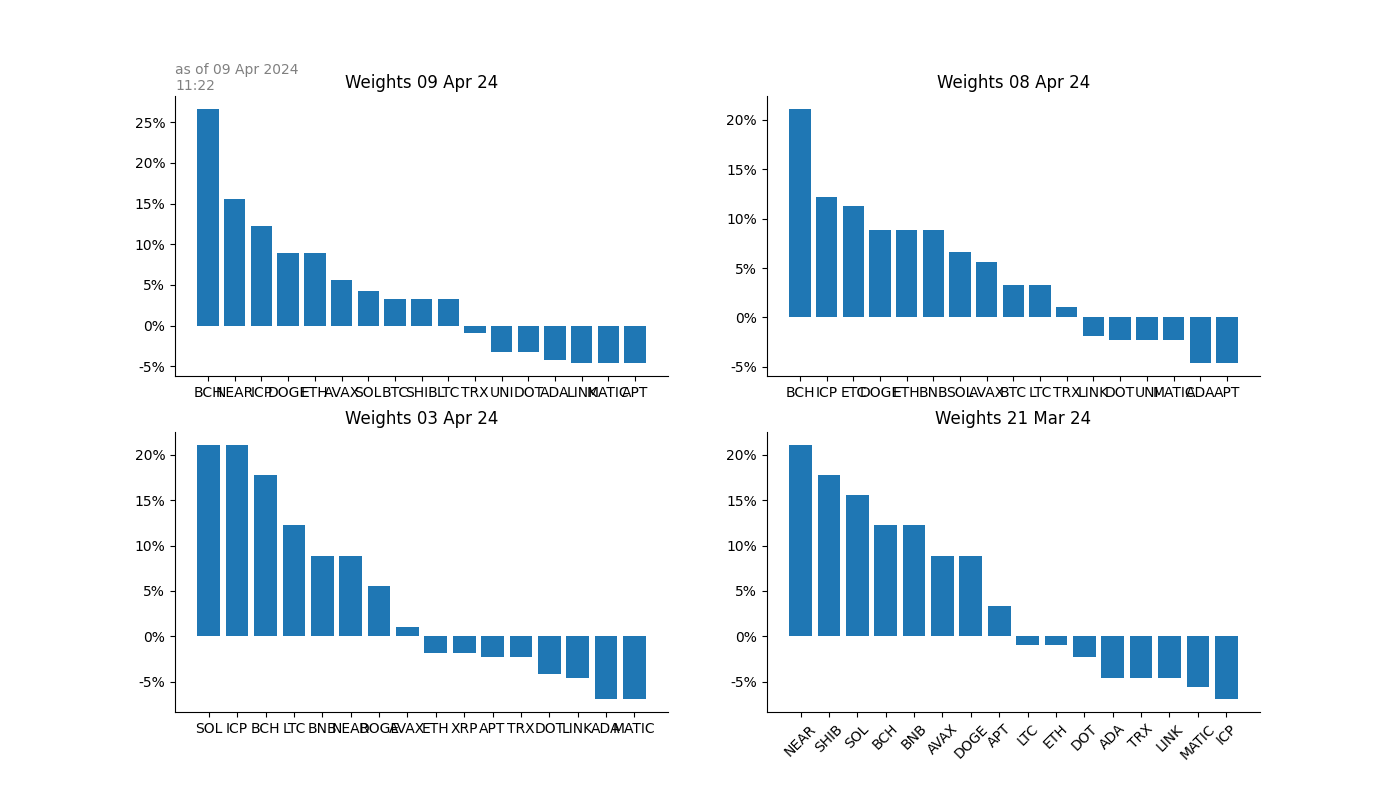 as of 09 Apr 2024
11:22
Weights 09 Apr 24
25%
20%
15%
10%
5%
0%
-5%
BCH NEAR ICP DOGE ETH AVAX SOL BTC SHIB LTC TRX UNI DOT ADA LINK MATIC APT
Weights 08 Apr 24
20%
15%
10%
5%
0%
-5%
BCH ICP ETC DOGE ETH BNB SOL AVAX BTC LTC TRX LINK DOT UNI MATIC ADA APT
Weights 03 Apr 24
20%
15%
10%
5%
0%
-5%
SOL ICP BCH LTC BNB NEAR DOGE AVAX ETH XRP APT TRX DOT LINK ADA MATIC
Weights 21 Mar 24
20%
15%
10%
5%
0%
-5%
NEAR SHIB SOL BCH BNB AVAX DOGE APT LTC ETH DOT ADA TRX LINK MATIC ICP